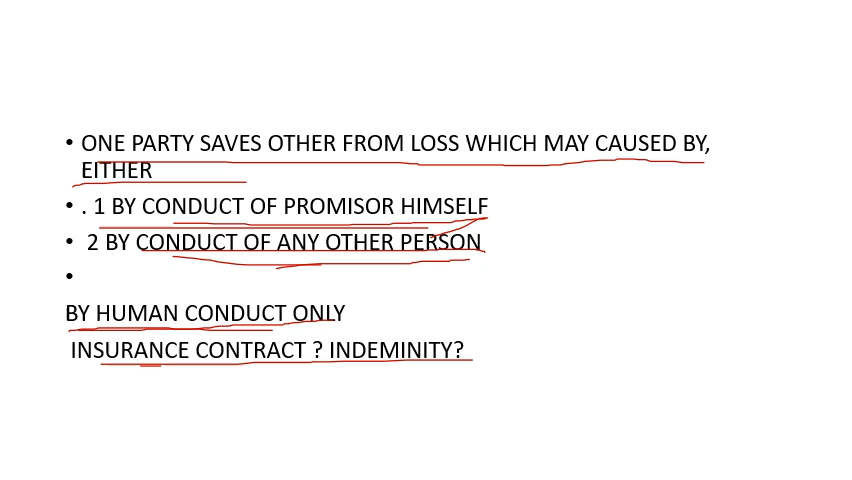 • ONE PARTY SAVES OTHER FROM LOSS WHICH MAY CAUSED BY,
EITHER
• . 1 BY CONDUCT OF PROMISOR HIMSELF
• 2 BY CONDUCT OF ANY OTHER PERSON
•
BY HUMAN CONDUCT ONLY
INSURANCE CONTRACT ? INDEMINITY?